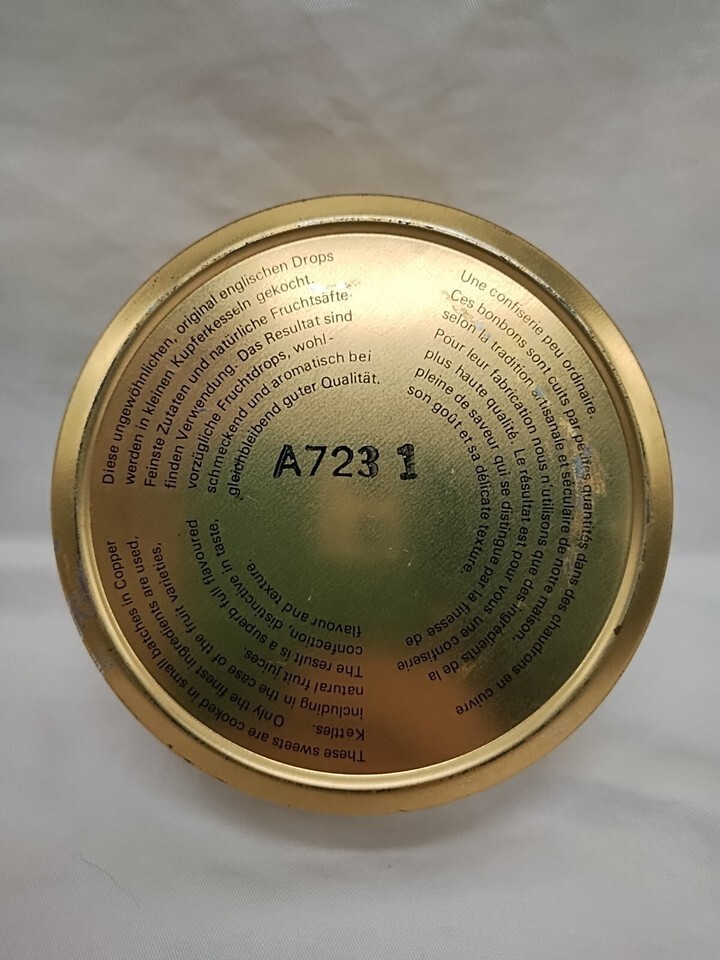 Diese ungewöhnlichen, original englischen Drops
werden in kleinen Kupferkesseln gekocht.
Feinste Zutaten und natürliche Fruchtsäfte
finden Verwendung. Das Resultat sind
vorzügliche Fruchtdrops, wohl-
schmeckend und aromatisch bei
gleichbleibend guter Qualität.
Une confiserie peu ordinaire.
Ces bonbons sont cuits par petites quantités dans des chaudrons en cuivre
selon la tradition artisanale et séculaire de notre maison.
Pour leur fabrication nous n'utilisons que des ingrédients de la
plus haute qualité. Le résultat est pour vous une confiserie
pleine de saveur qui se distingue par la finesse de
son goût et sa délicate texture.
A723 1
These sweets are cooked in small batches in Copper
Kettles. Only the finest ingredients are used,
including in the case of the fruit varieties,
natural fruit juices.
The result is a superb full flavoured
confection, distinctive in taste,
flavour and texture